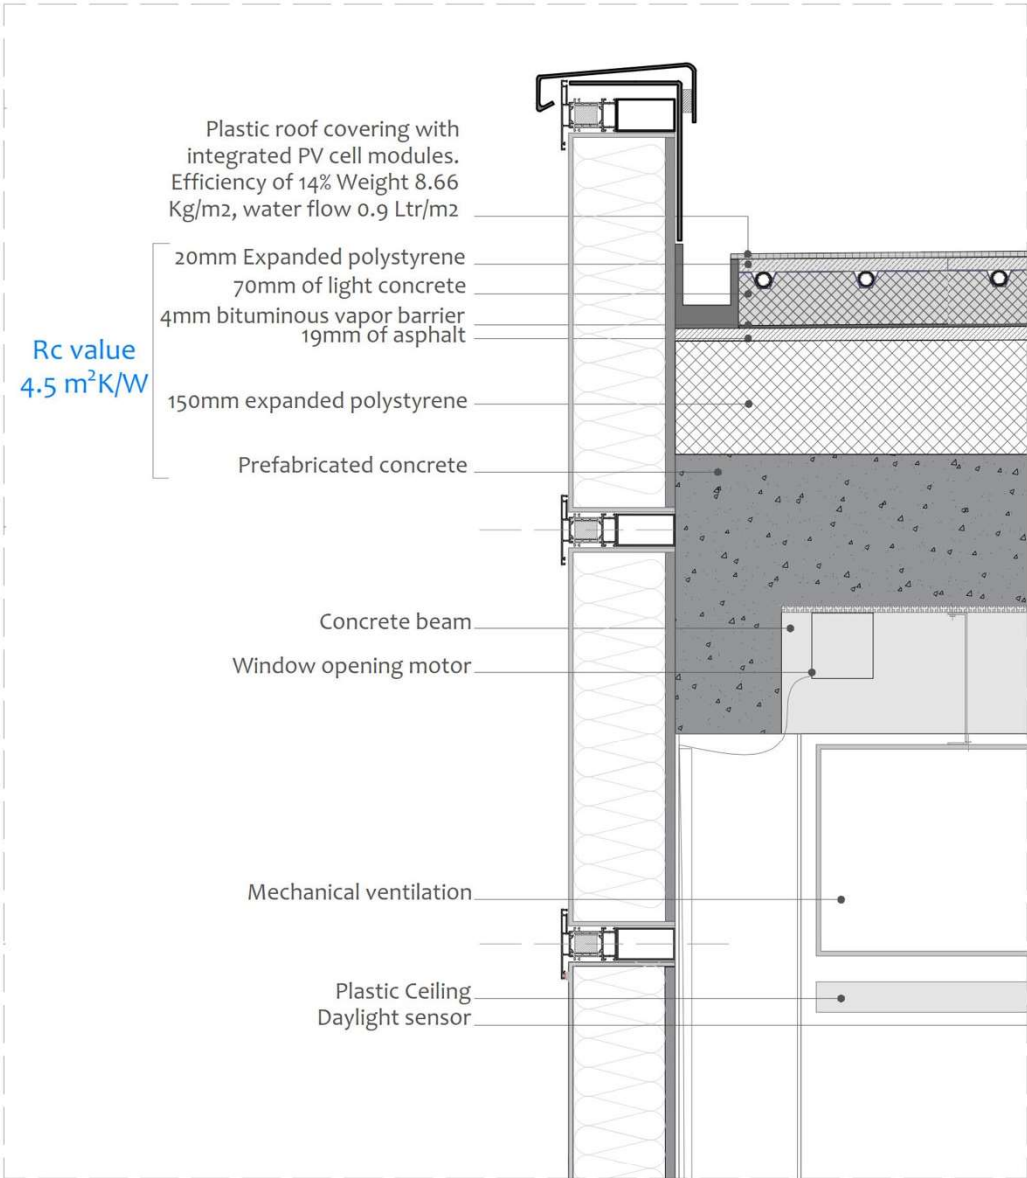 Plastic roof covering with
integrated PV cell modules.
Efficiency of 14% Weight 8.66
Kg/m2, water flow 0.9 Ltr/m2
20mm Expanded polystyrene
70mm of light concrete
4mm bituminous vapor barrier
19mm of asphalt
Rc value
4.5 m²K/W
150mm expanded polystyrene
Prefabricated concrete
Concrete beam
Window opening motor
Mechanical ventilation
Plastic Ceiling
Daylight sensor